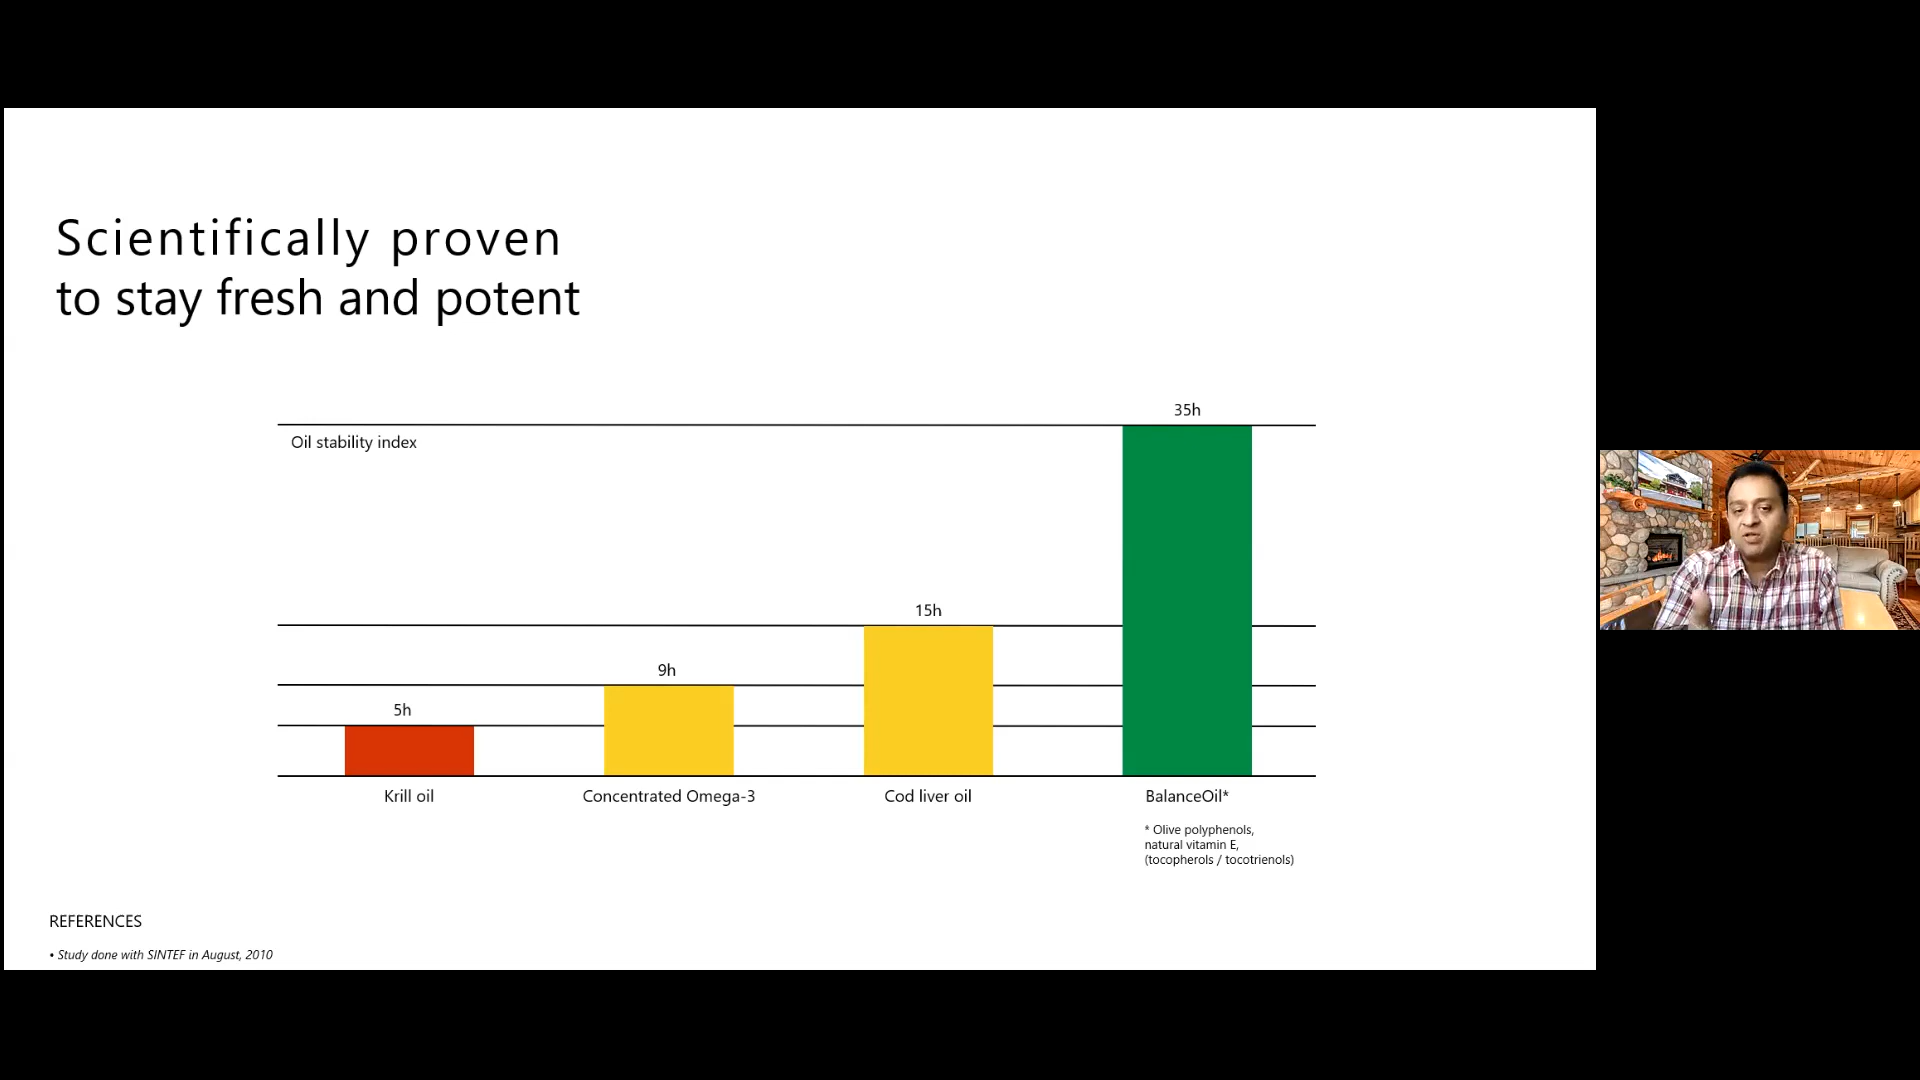 Scientifically proven
to stay fresh and potent
35h
Oil stability index
15h
9h
5h
Krill oil
Concentrated Omega-3
Cod liver oil
BalanceOil*
* Olive polyphenols,
natural vitamin E,
(tocopherols / tocotrienols)
REFERENCES
• Study done with SINTEF in August, 2010